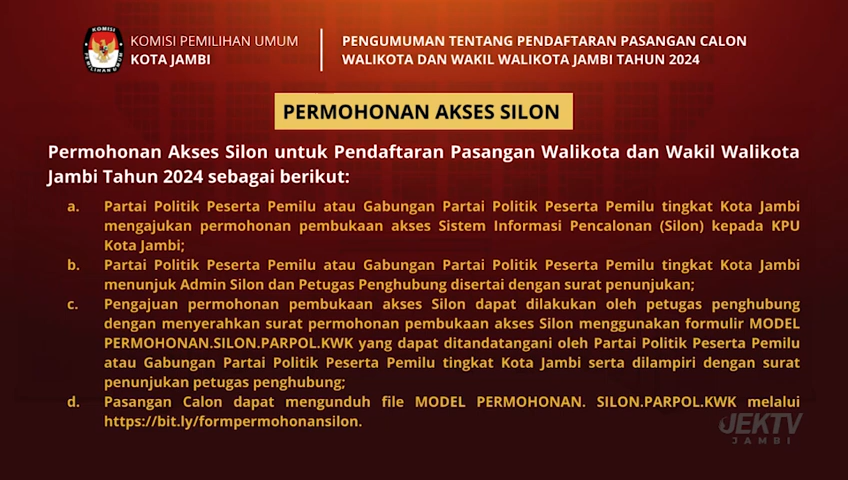 KOMISI
PEMILIHAN UMUM
KOMISI PEMILIHAN UMUM
KOTA JAMBI
PENGUMUMAN TENTANG PENDAFTARAN PASANGAN CALON
WALIKOTA DAN WAKIL WALIKOTA JAMBI TAHUN 2024
PERMOHONAN AKSES SILON
Permohonan Akses Silon untuk Pendaftaran Pasangan Walikota dan Wakil Walikota
Jambi Tahun 2024 sebagai berikut:
a. Partai Politik Peserta Pemilu atau Gabungan Partai Politik Peserta Pemilu tingkat Kota Jambi
mengajukan permohonan pembukaan akses Sistem Informasi Pencalonan (Silon) kepada KPU
Kota Jambi;
b. Partai Politik Peserta Pemilu atau Gabungan Partai Politik Peserta Pemilu tingkat Kota Jambi
menunjuk Admin Silon dan Petugas Penghubung disertai dengan surat penunjukan;
c. Pengajuan permohonan pembukaan akses Silon dapat dilakukan oleh petugas penghubung
dengan menyerahkan surat permohonan pembukaan akses Silon menggunakan formulir MODEL
PERMOHONAN.SILON.PARPOL.KWK yang dapat ditandatangani oleh Partai Politik Peserta Pemilu
atau Gabungan Partai Politik Peserta Pemilu tingkat Kota Jambi serta dilampiri dengan surat
penunjukan petugas penghubung;
d. Pasangan Calon dapat mengunduh file MODEL PERMOHONAN. SILON.PARPOL.KWK melalui
https://bit.ly/formpermohonansilon.
JEKTV
JAMBI